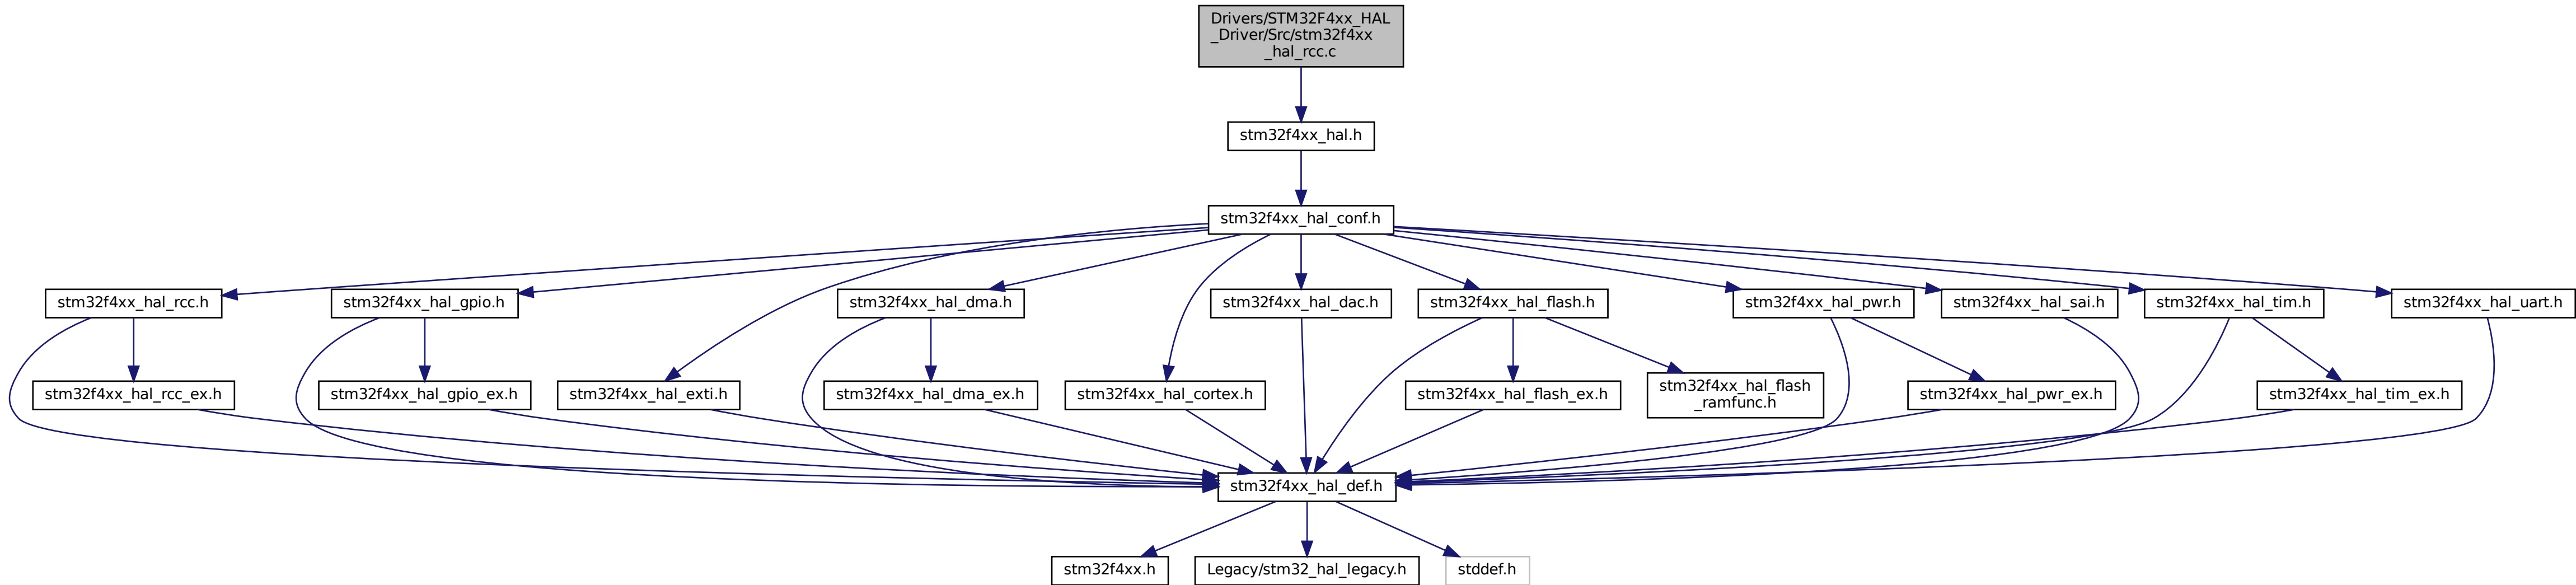 Drivers/STM32F4xx_HAL
_Driver/Src/stm32f4xx
_hal_rcc.c
stm32f4xx_hal.h
stm32f4xx_hal_conf.h
stm32f4xx_hal_rcc.h
stm32f4xx_hal_gpio.h
stm32f4xx_hal_dma.h
stm32f4xx_hal_dac.h
stm32f4xx_hal_flash.h
stm32f4xx_hal_pwr.h
stm32f4xx_hal_sai.h
stm32f4xx_hal_tim.h
stm32f4xx_hal_uart.h
stm32f4xx_hal_rcc_ex.h
stm32f4xx_hal_gpio_ex.h
stm32f4xx_hal_exti.h
stm32f4xx_hal_dma_ex.h
stm32f4xx_hal_cortex.h
stm32f4xx_hal_flash_ex.h
stm32f4xx_hal_flash
_ramfunc.h
stm32f4xx_hal_pwr_ex.h
stm32f4xx_hal_tim_ex.h
stm32f4xx_hal_def.h
stm32f4xx.h
Legacy/stm32_hal_legacy.h
stddef.h